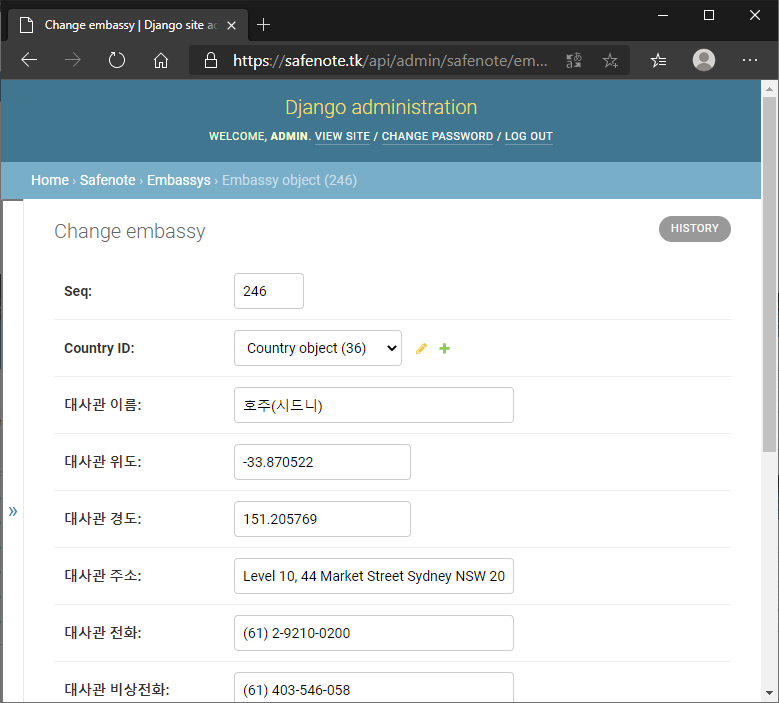 Change embassy | Django site ac
https://safenote.tk/api/admin/safenote/em...
Django administration
WELCOME, ADMIN. VIEW SITE / CHANGE PASSWORD / LOG OUT
Home › Safenote › Embassys › Embassy object (246)
Change embassy
HISTORY
Seq: 246
Country ID: Country object (36)
대사관 이름: 호주(시드니)
대사관 위도: -33.870522
대사관 경도: 151.205769
»
대사관 주소: Level 10, 44 Market Street Sydney NSW 20
대사관 전화: (61) 2-9210-0200
대사관 비상전화: (61) 403-546-058